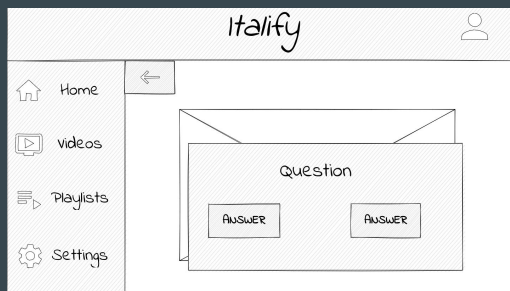 Italify
Home
Videos
Playlists
Settings
Question
ANSWER
ANSWER